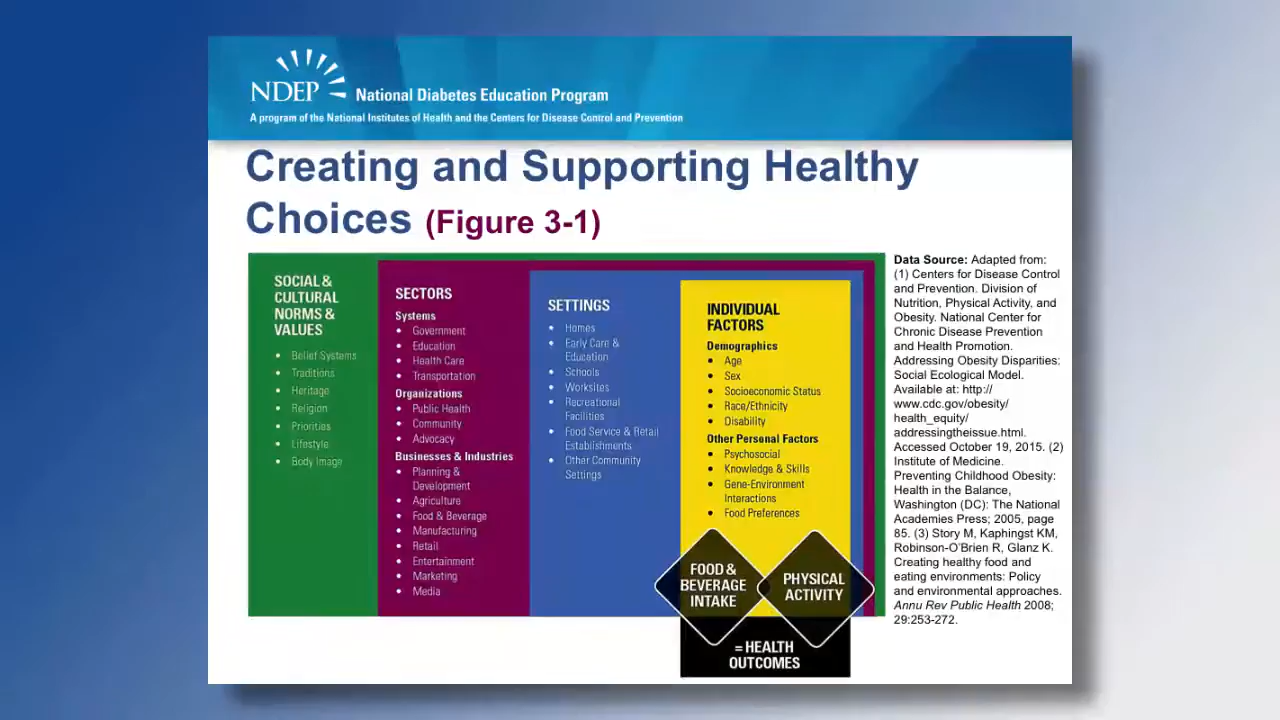 NDEP
National Diabetes Education Program
A program of the National Institutes of Health and the Centers for Disease Control and Prevention
Creating and Supporting Healthy
Choices (Figure 3-1)
SOCIAL &
CULTURAL
NORMS &
VALUES
• Belief Systems
• Traditions
• Heritage
• Religion
• Priorities
• Lifestyle
• Body Image
SECTORS
Systems
• Government
• Education
• Health Care
• Transportation
Organizations
• Public Health
• Community
• Advocacy
Businesses & Industries
• Planning &
Development
• Agriculture
• Food & Beverage
• Manufacturing
• Retail
• Entertainment
• Marketing
• Media
SETTINGS
• Homes
• Early Care &
Education
• Schools
• Worksites
• Recreational
Facilities
• Food Service & Retail
Establishments
• Other Community
Settings
INDIVIDUAL
FACTORS
Demographics
• Age
• Sex
• Socioeconomic Status
• Race/Ethnicity
• Disability
Other Personal Factors
• Psychosocial
• Knowledge & Skills
• Gene-Environment
Interactions
• Food Preferences
FOOD &
BEVERAGE
INTAKE
PHYSICAL
ACTIVITY
= HEALTH
OUTCOMES
Data Source: Adapted from:
(1) Centers for Disease Control
and Prevention. Division of
Nutrition, Physical Activity, and
Obesity. National Center for
Chronic Disease Prevention
and Health Promotion.
Addressing Obesity Disparities:
Social Ecological Model.
Available at: http://
www.cdc.gov/obesity/
health_equity/
addressingtheissue.html.
Accessed October 19, 2015. (2)
Institute of Medicine.
Preventing Childhood Obesity:
Health in the Balance,
Washington (DC): The National
Academies Press; 2005, page
85. (3) Story M, Kaphingst KM,
Robinson-O'Brien R, Glanz K.
Creating healthy food and
eating environments: Policy
and environmental approaches.
Annu Rev Public Health 2008;
29:253-272.